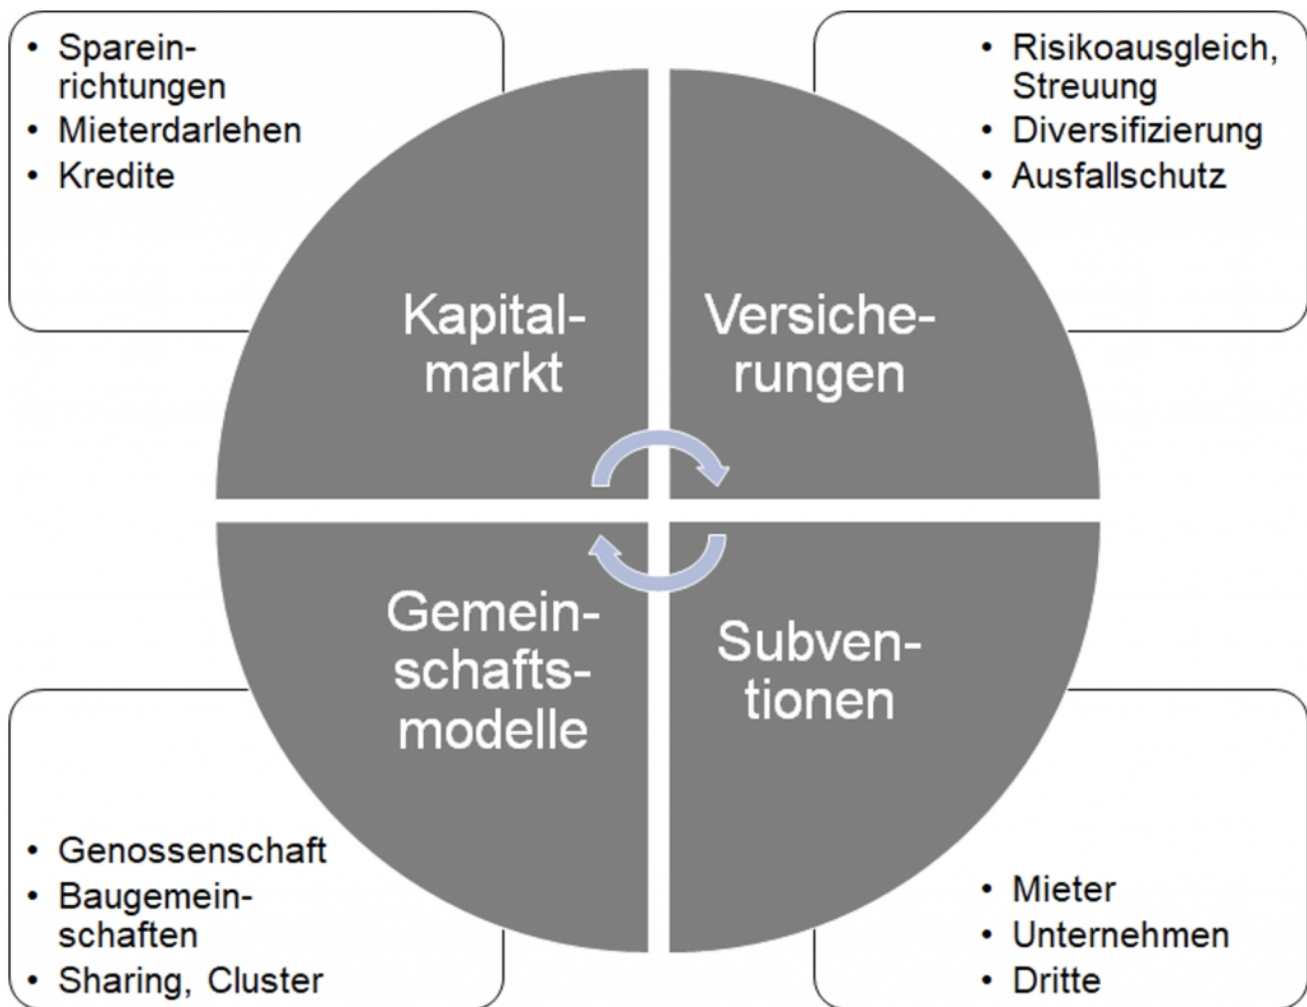 • Sparein-
richtungen
• Mieterdarlehen
• Kredite
• Risikoausgleich,
Streuung
• Diversifizierung
• Ausfallschutz
Kapital-
markt
Versiche-
rungen
Gemein-
schafts-
modelle
Subven-
tionen
• Genossenschaft
• Baugemein-
schaften
• Sharing, Cluster
• Mieter
• Unternehmen
• Dritte